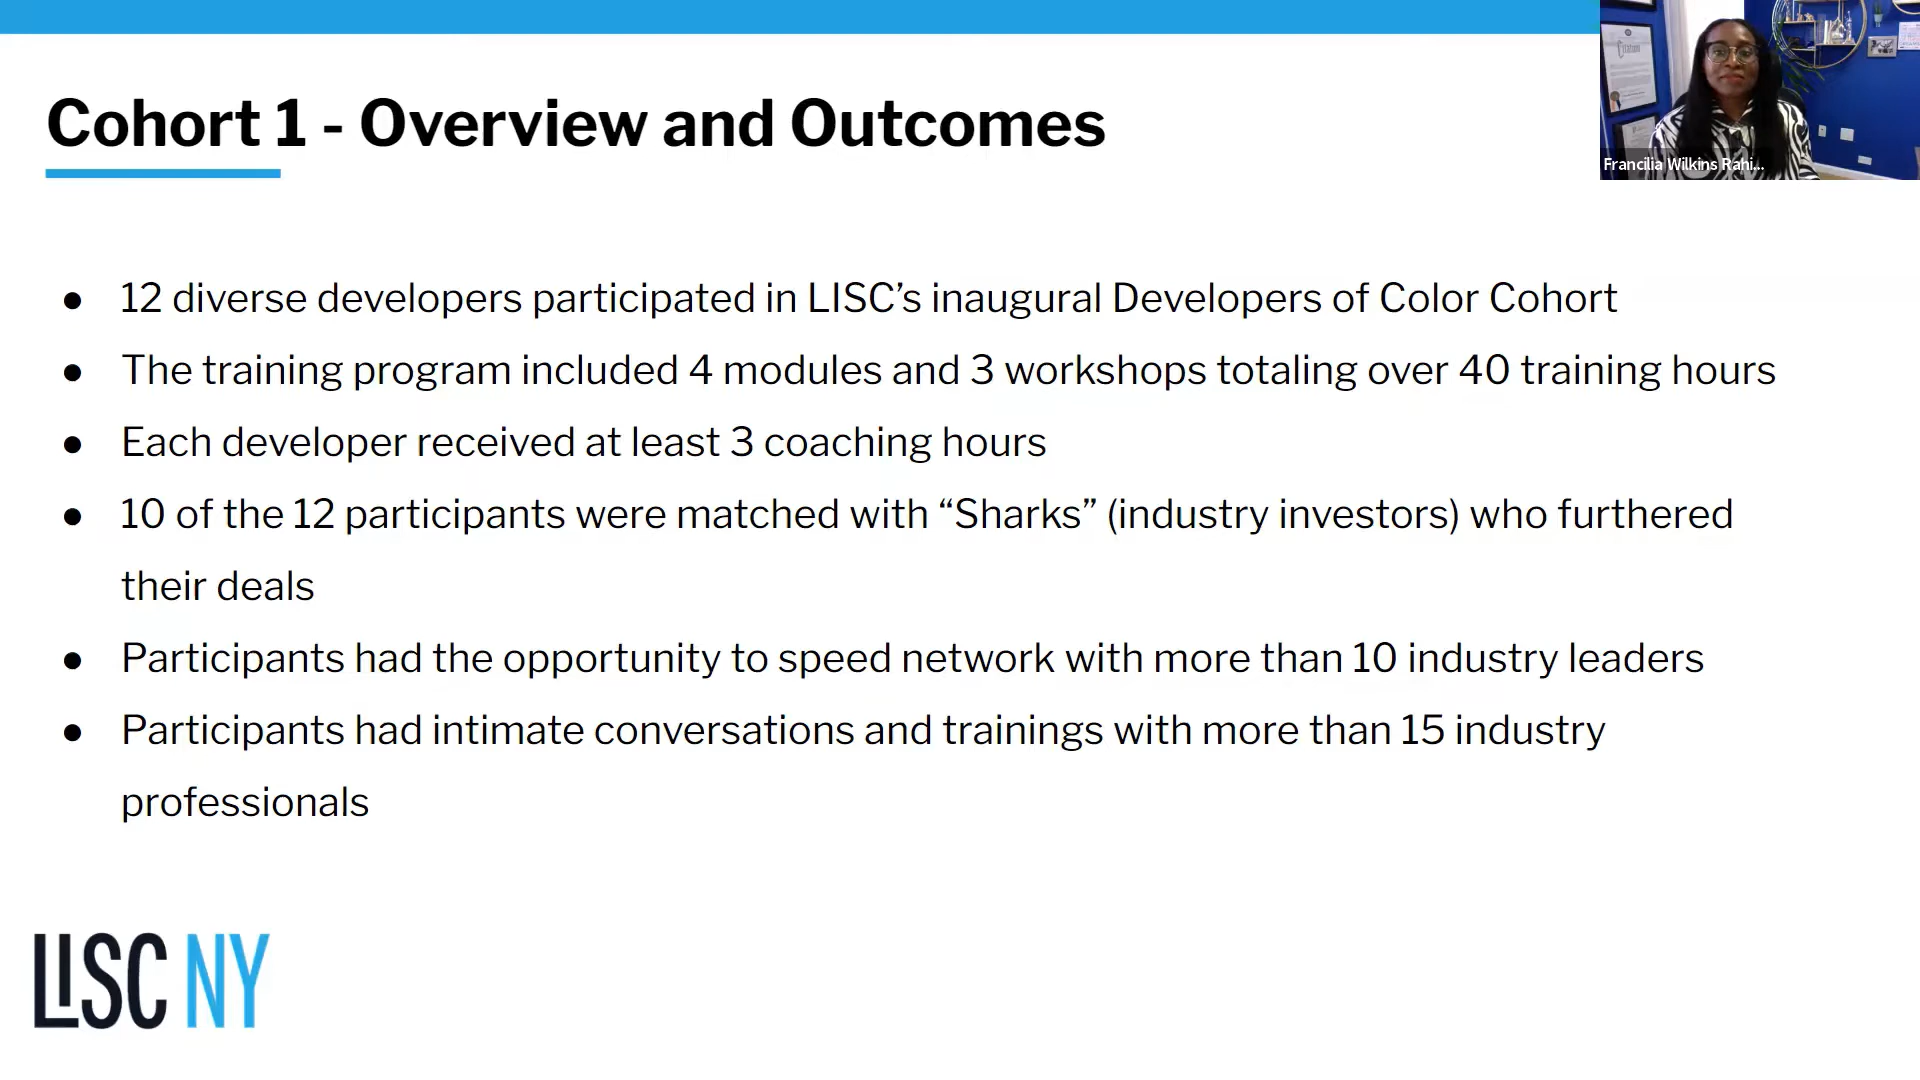 Cohort 1 - Overview and Outcomes
Francilia Wilkins Rahi...
● 12 diverse developers participated in LISC’s inaugural Developers of Color Cohort
● The training program included 4 modules and 3 workshops totaling over 40 training hours
● Each developer received at least 3 coaching hours
● 10 of the 12 participants were matched with “Sharks” (industry investors) who furthered
their deals
● Participants had the opportunity to speed network with more than 10 industry leaders
● Participants had intimate conversations and trainings with more than 15 industry
professionals
LISC NY